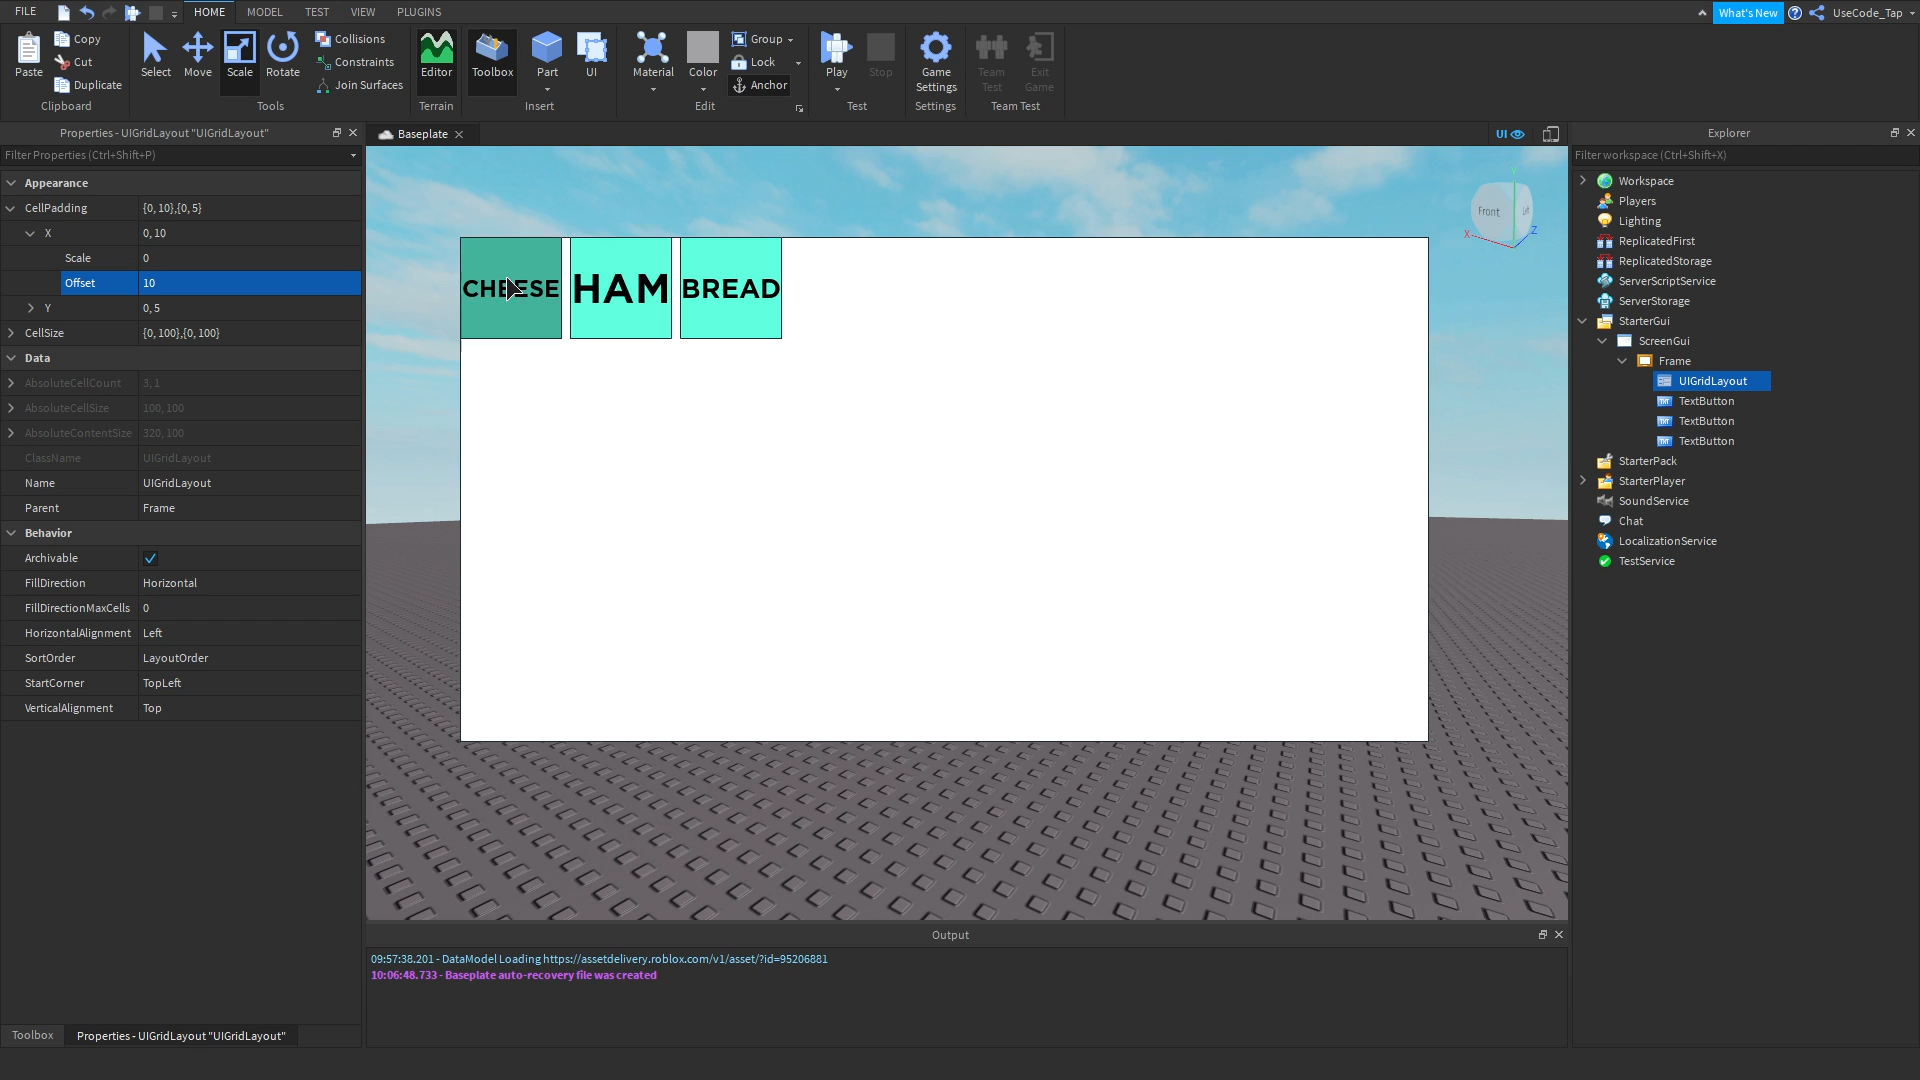 FILE
HOME
MODEL
TEST
VIEW
PLUGINS
What's New
UseCode_Tap
Paste
Copy
Cut
Duplicate
Clipboard
Select
Move
Scale
Rotate
Collisions
Constraints
Join Surfaces
Tools
Editor
Terrain
Toolbox
Part
UI
Insert
Material
Color
Group
Lock
Anchor
Edit
Play
Stop
Test
Game Settings
Settings
Team Test
Exit Game
Team Test
Properties - UIGridLayout "UIGridLayout"
Filter Properties (Ctrl+Shift+P)
Appearance
CellPadding {0, 10},{0, 5}
X 0, 10
Scale 0
Offset 10
Y 0, 5
CellSize {0, 100},{0, 100}
Data
AbsoluteCellCount 3, 1
AbsoluteCellSize 100, 100
AbsoluteContentSize 320, 100
ClassName UIGridLayout
Name UIGridLayout
Parent Frame
Behavior
Archivable
FillDirection Horizontal
FillDirectionMaxCells 0
HorizontalAlignment Left
SortOrder LayoutOrder
StartCorner TopLeft
VerticalAlignment Top
Toolbox
Properties - UIGridLayout "UIGridLayout"
Baseplate
UI
CHEESE
HAM
BREAD
Front
X
Z
Output
09:57:38.201 - DataModel Loading https://assetdelivery.roblox.com/v1/asset/?id=95206881
10:06:48.733 - Baseplate auto-recovery file was created
Explorer
Filter workspace (Ctrl+Shift+X)
Workspace
Players
Lighting
ReplicatedFirst
ReplicatedStorage
ServerScriptService
ServerStorage
StarterGui
ScreenGui
Frame
UIGridLayout
TextButton
TextButton
TextButton
StarterPack
StarterPlayer
SoundService
Chat
LocalizationService
TestService